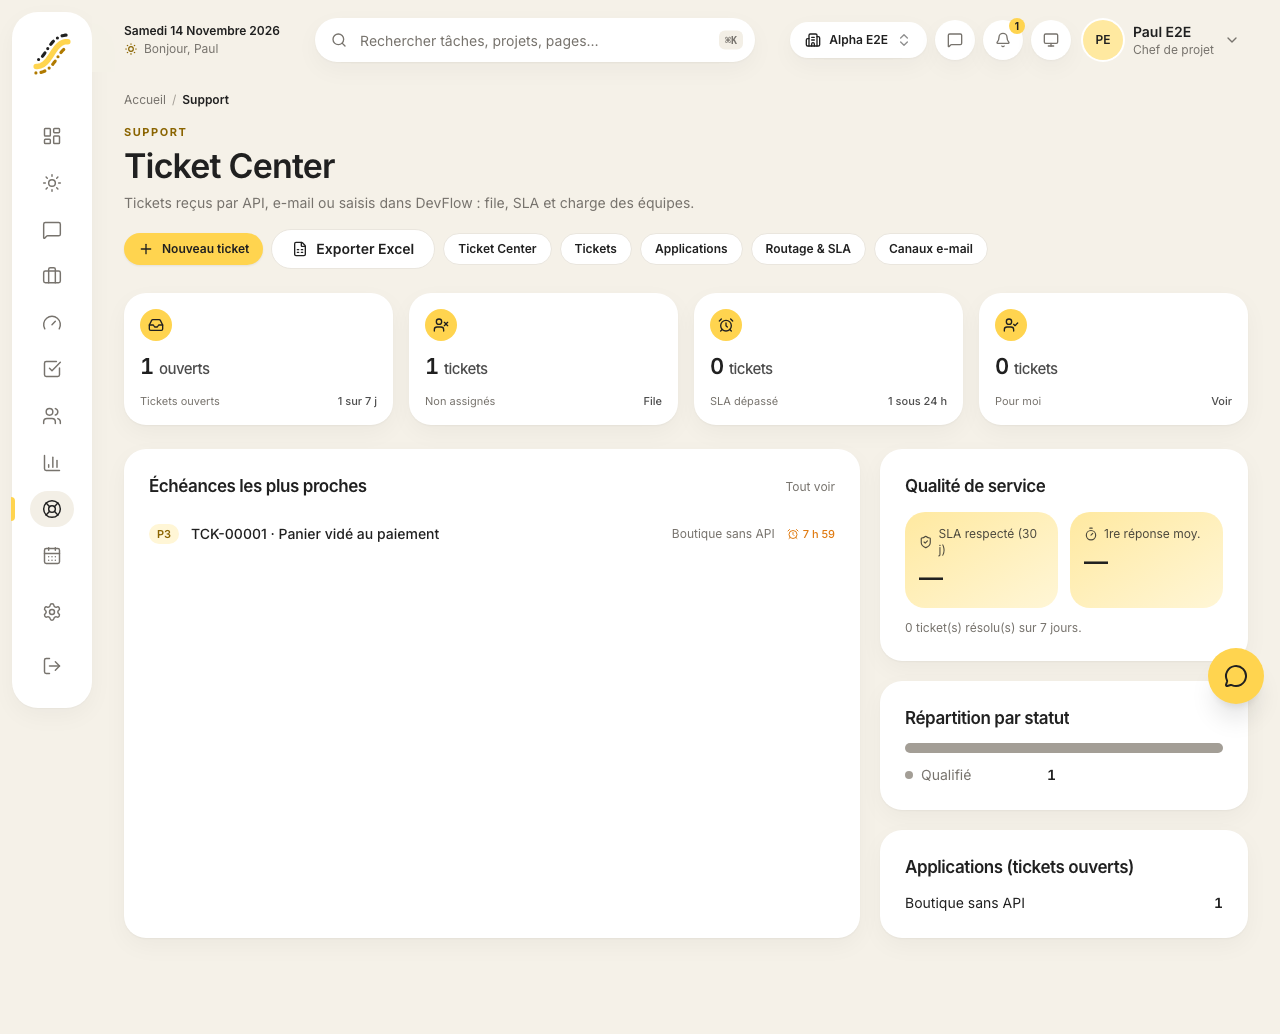 Samedi 14 Novembre 2026
Bonjour, Paul
Rechercher tâches, projets, pages...
⌘K
Alpha E2E
1
PE
Paul E2E
Chef de projet
Accueil / Support
SUPPORT
Ticket Center
Tickets reçus par API, e-mail ou saisis dans DevFlow : file, SLA et charge des équipes.
Nouveau ticket
Exporter Excel
Ticket Center
Tickets
Applications
Routage & SLA
Canaux e-mail
1 ouverts
Tickets ouverts
1 sur 7 j
1 tickets
Non assignés
File
0 tickets
SLA dépassé
1 sous 24 h
0 tickets
Pour moi
Voir
Échéances les plus proches
Tout voir
P3 TCK-00001 · Panier vidé au paiement
Boutique sans API
7 h 59
Qualité de service
SLA respecté (30
j)
—
1re réponse moy.
—
0 ticket(s) résolu(s) sur 7 jours.
Répartition par statut
Qualifié 1
Applications (tickets ouverts)
Boutique sans API 1